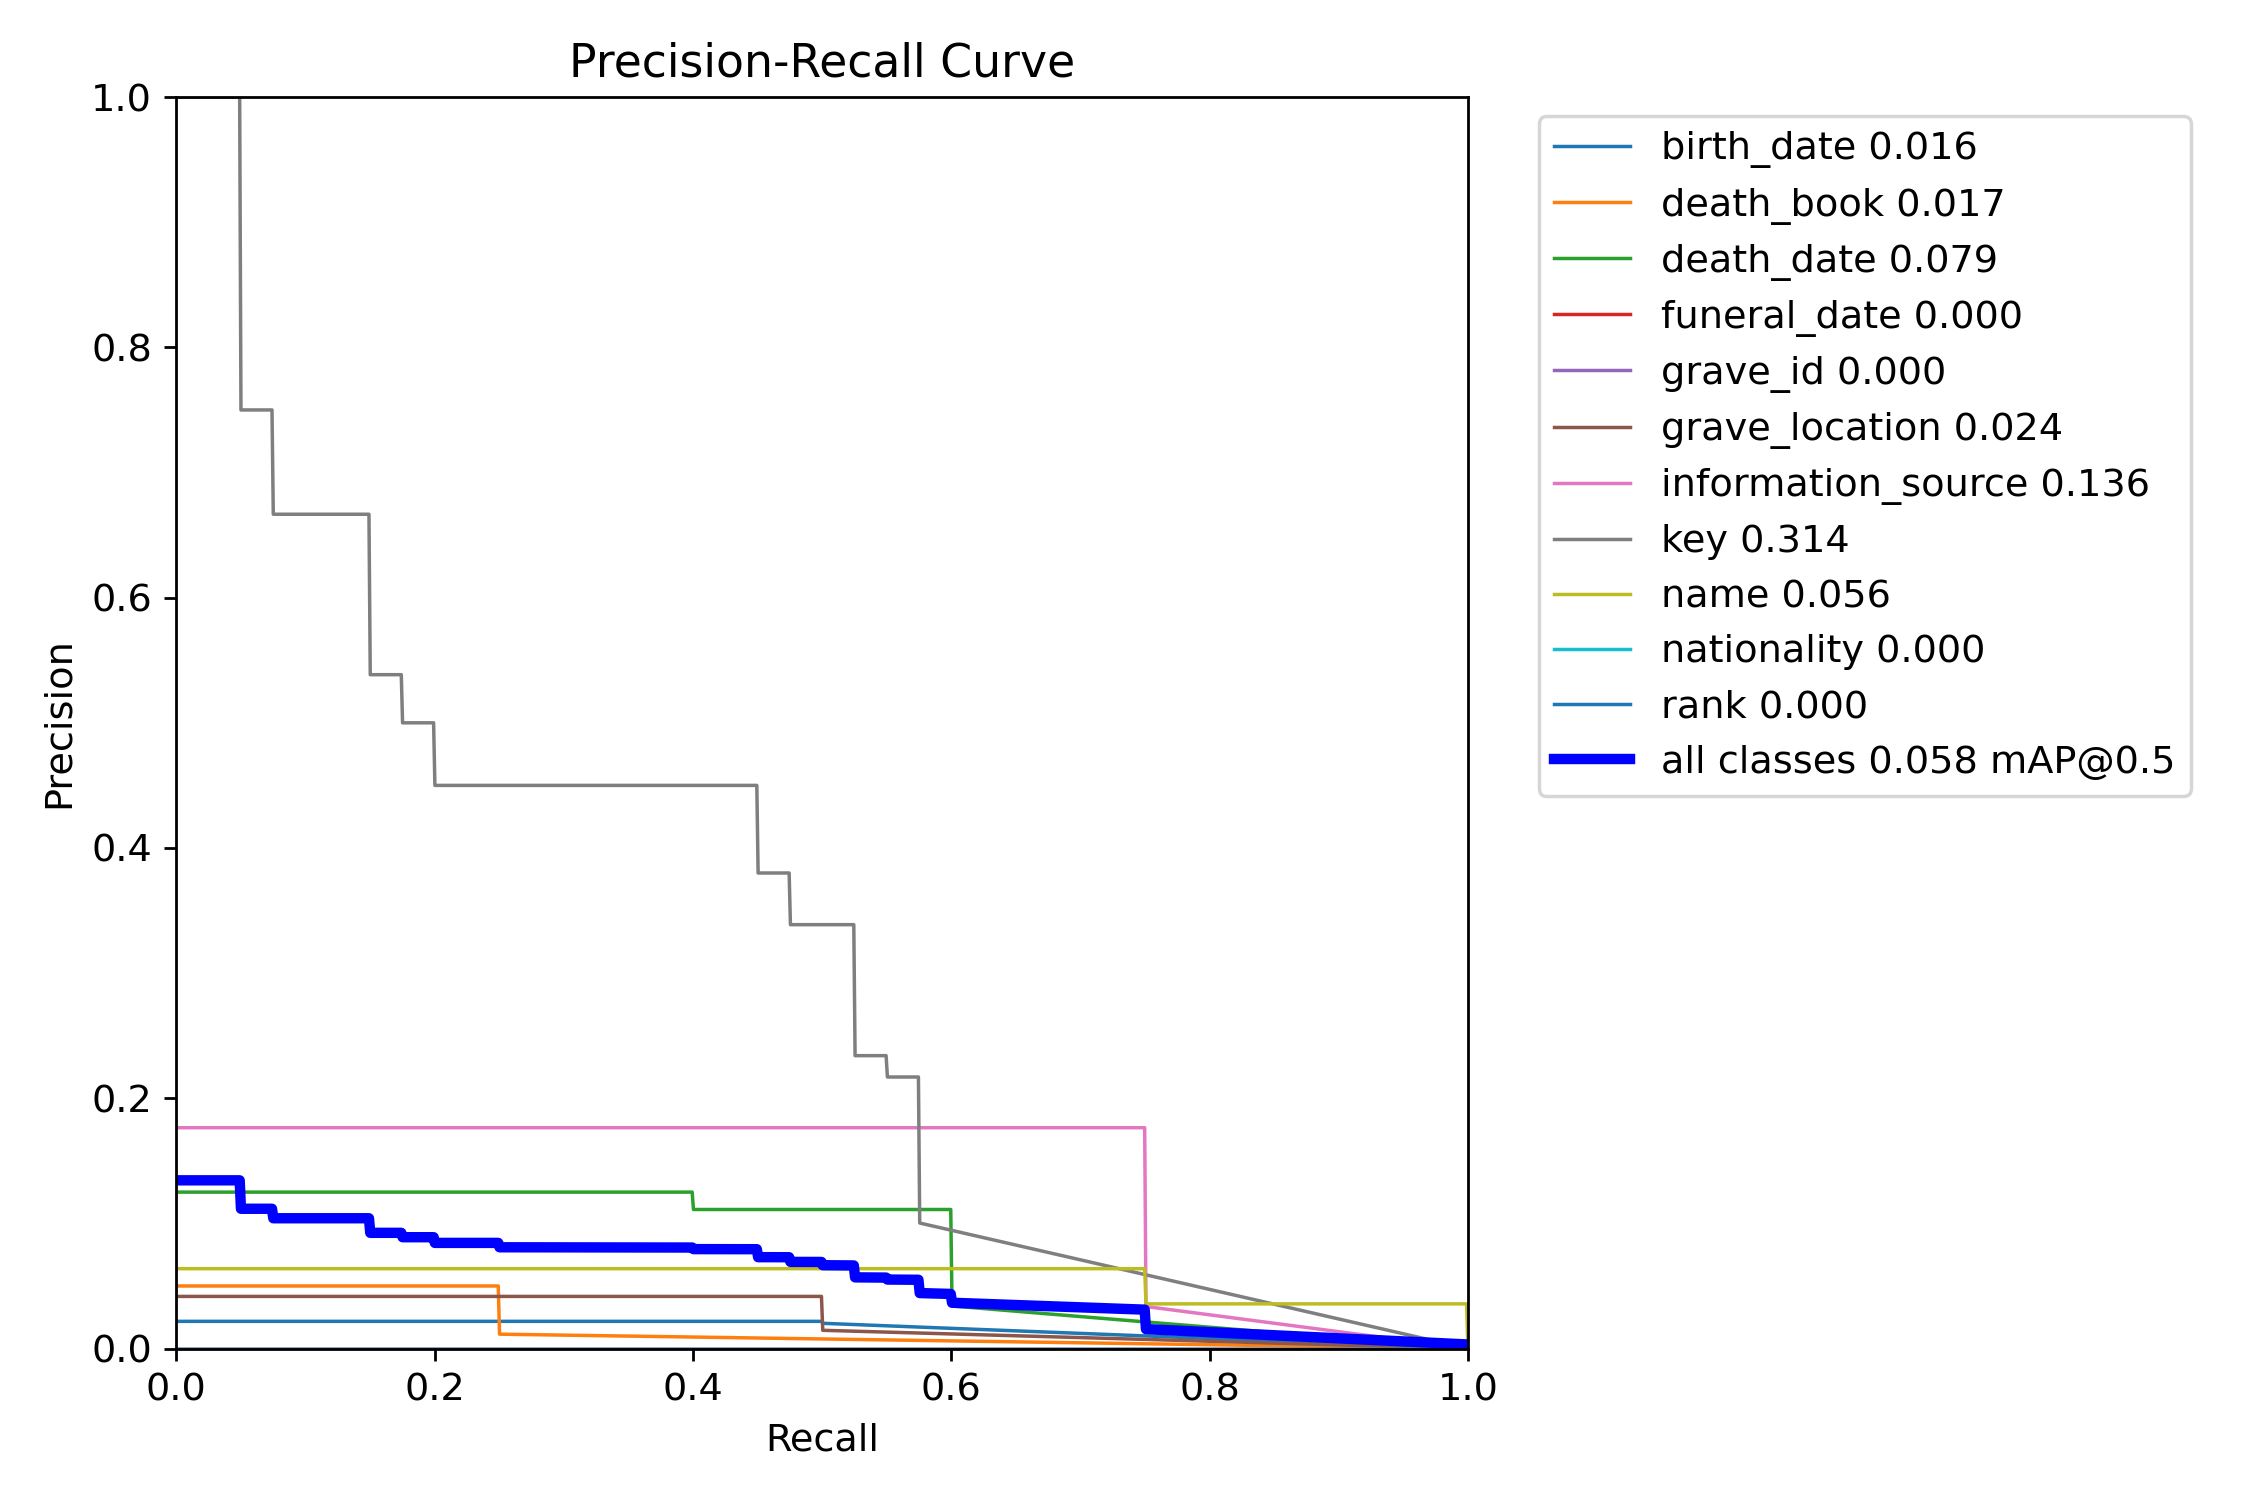 Precision-Recall Curve
1.0
0.8
0.6
0.4
0.2
0.0
Precision
0.0 0.2 0.4 0.6 0.8 1.0
Recall
birth_date 0.016
death_book 0.017
death_date 0.079
funeral_date 0.000
grave_id 0.000
grave_location 0.024
information_source 0.136
key 0.314
name 0.056
nationality 0.000
rank 0.000
all classes 0.058 mAP@0.5